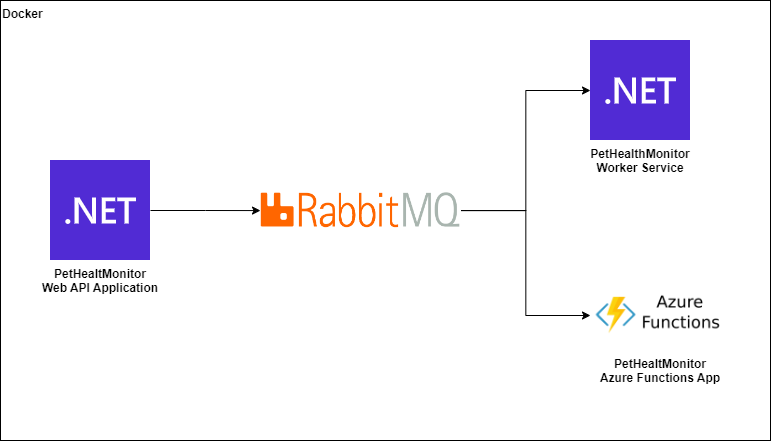 Docker
.NET
PetHealthMonitor
Worker Service
.NET
RabbitMQ
PetHealtMonitor
Web API Application
Azure
Functions
PetHealtMonitor
Azure Functions App